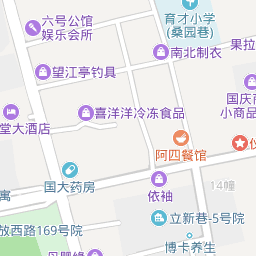 育才小学
(桑园巷)
六号公馆
娱乐会所
南北制衣
果拉
望江亭钓具
国庆
小商品
喜洋洋冷冻食品
堂大酒店
阿四餐馆
国大药房
依袖
14幢
寓
立新巷-5号院
放西路169号院
博卡养生